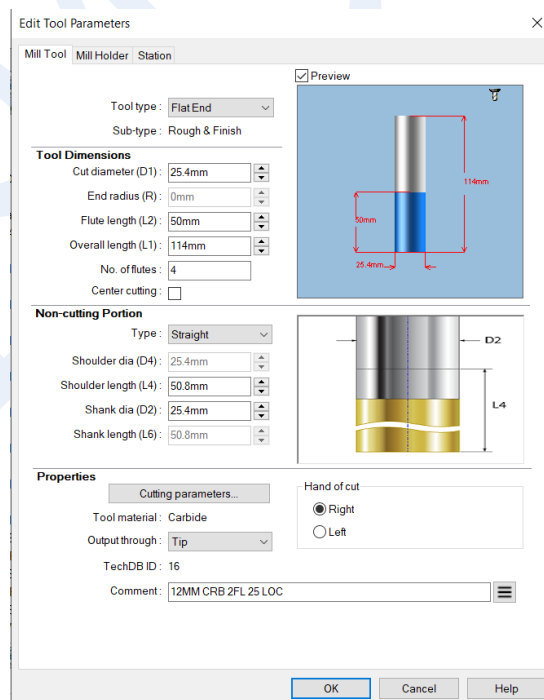 Edit Tool Parameters
Mill Tool Mill Holder Station
Preview
Tool type : Flat End
Sub-type : Rough & Finish
Tool Dimensions
Cut diameter (D1) : 25.4mm
End radius (R) : 0mm
Flute length (L2) : 50mm
Overall length (L1) : 114mm
No. of flutes : 4
Center cutting :
114mm
50mm
25.4mm
Non-cutting Portion
Type : Straight
Shoulder dia (D4) : 25.4mm
Shoulder length (L4) : 50.8mm
Shank dia (D2) : 25.4mm
Shank length (L6) : 50.8mm
D2
L4
Properties
Cutting parameters...
Tool material : Carbide
Output through : Tip
TechDB ID : 16
Comment : 12MM CRB 2FL 25 LOC
Hand of cut
Right
Left
OK Cancel Help